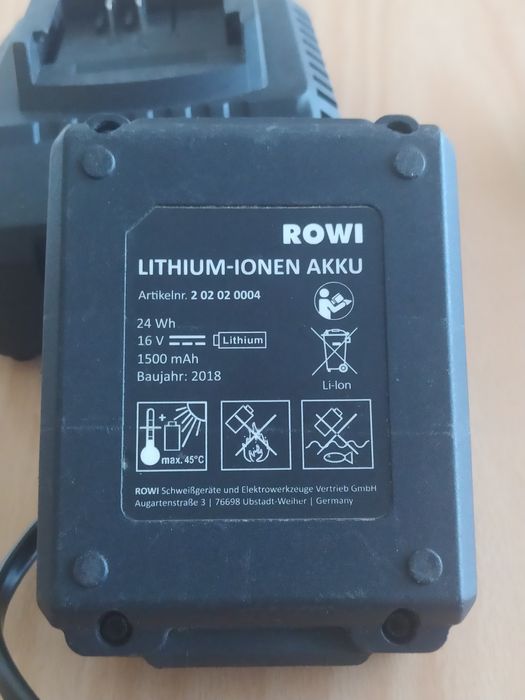 ROWI
LITHIUM-IONEN AKKU
Artikelnr. 2 02 02 0004
24 Wh
16 V Lithium
1500 mAh
Baujahr: 2018
Li-Ion
+
max. 45°C
ROWI Schweißgeräte und Elektrowerkzeuge Vertrieb GmbH
Augartenstraße 3 | 76698 Ubstadt-Weiher | Germany